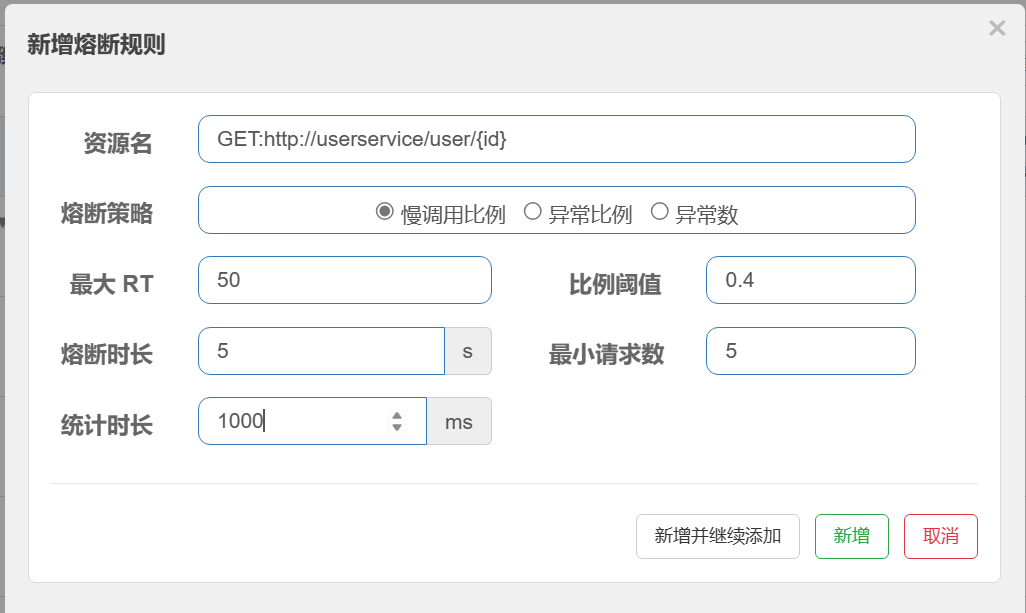 新增熔断规则
×
资源名 GET:http://userservice/user/{id}
熔断策略 慢调用比例 异常比例 异常数
最大 RT 50 比例阈值 0.4
熔断时长 5 s 最小请求数 5
统计时长 1000 ms
新增并继续添加 新增 取消